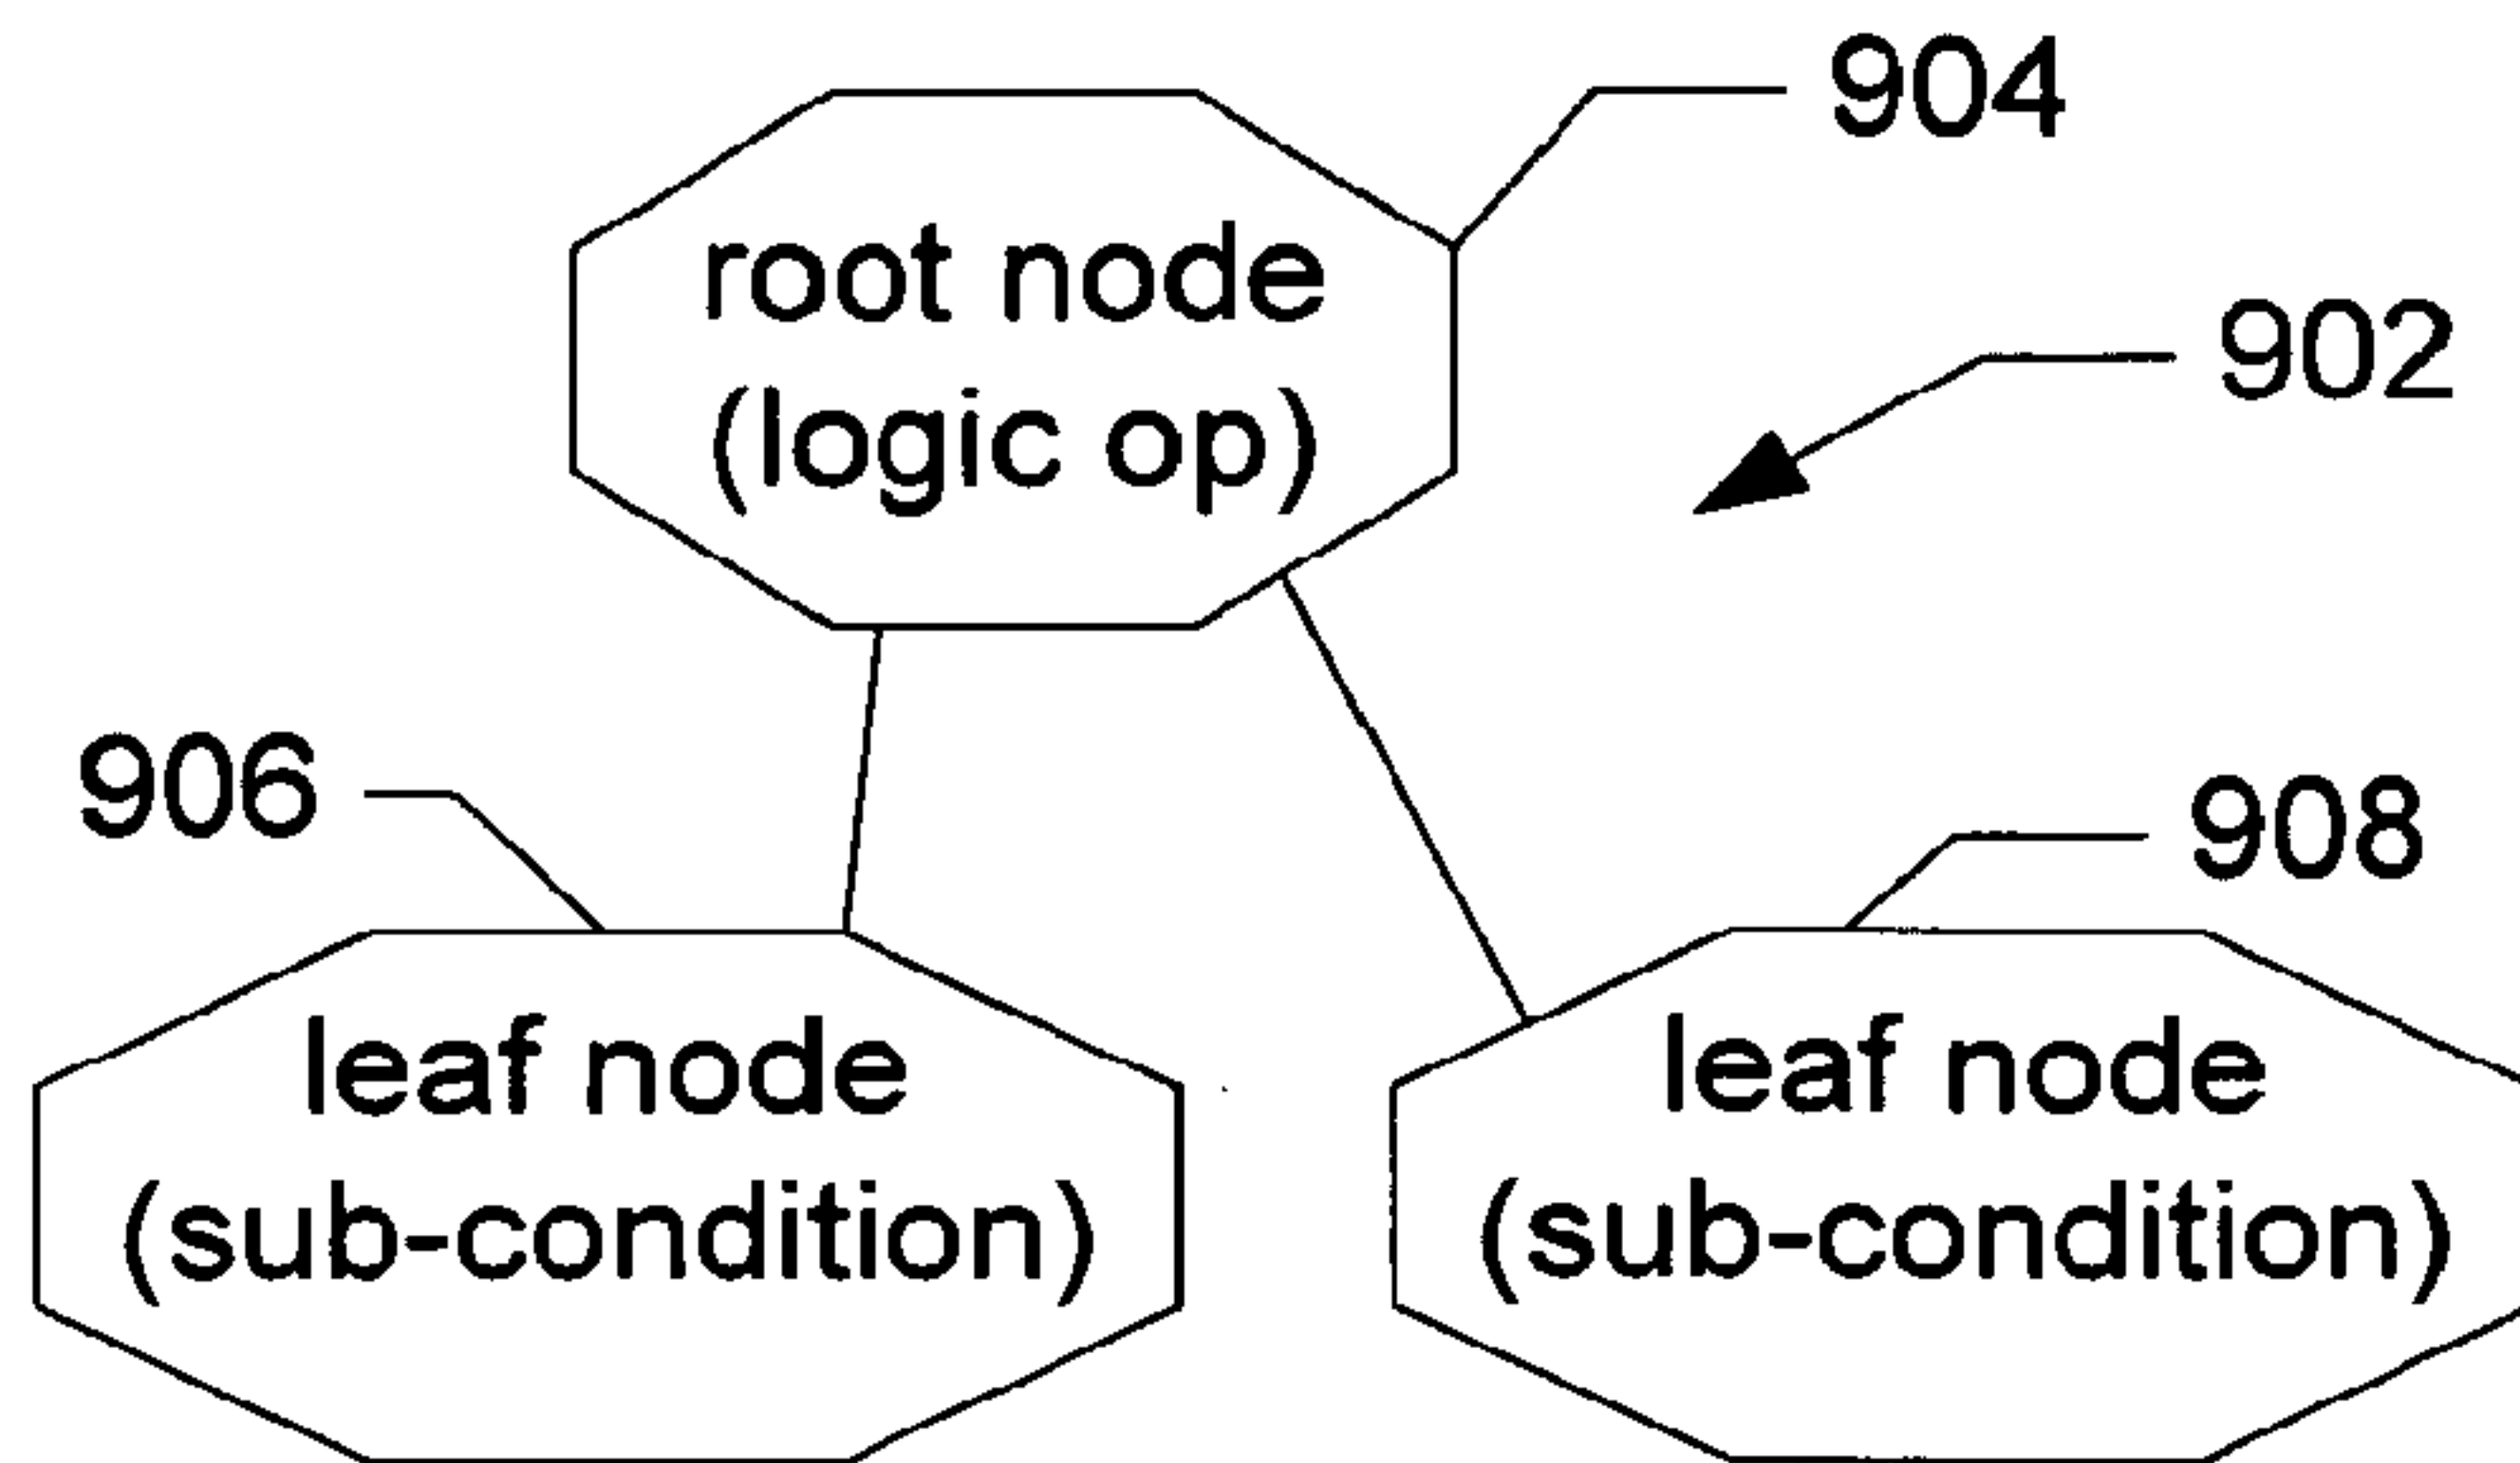 904
root node
(logic op)
902
906
908
leaf node
(sub-condition)
leaf node
(sub-condition)